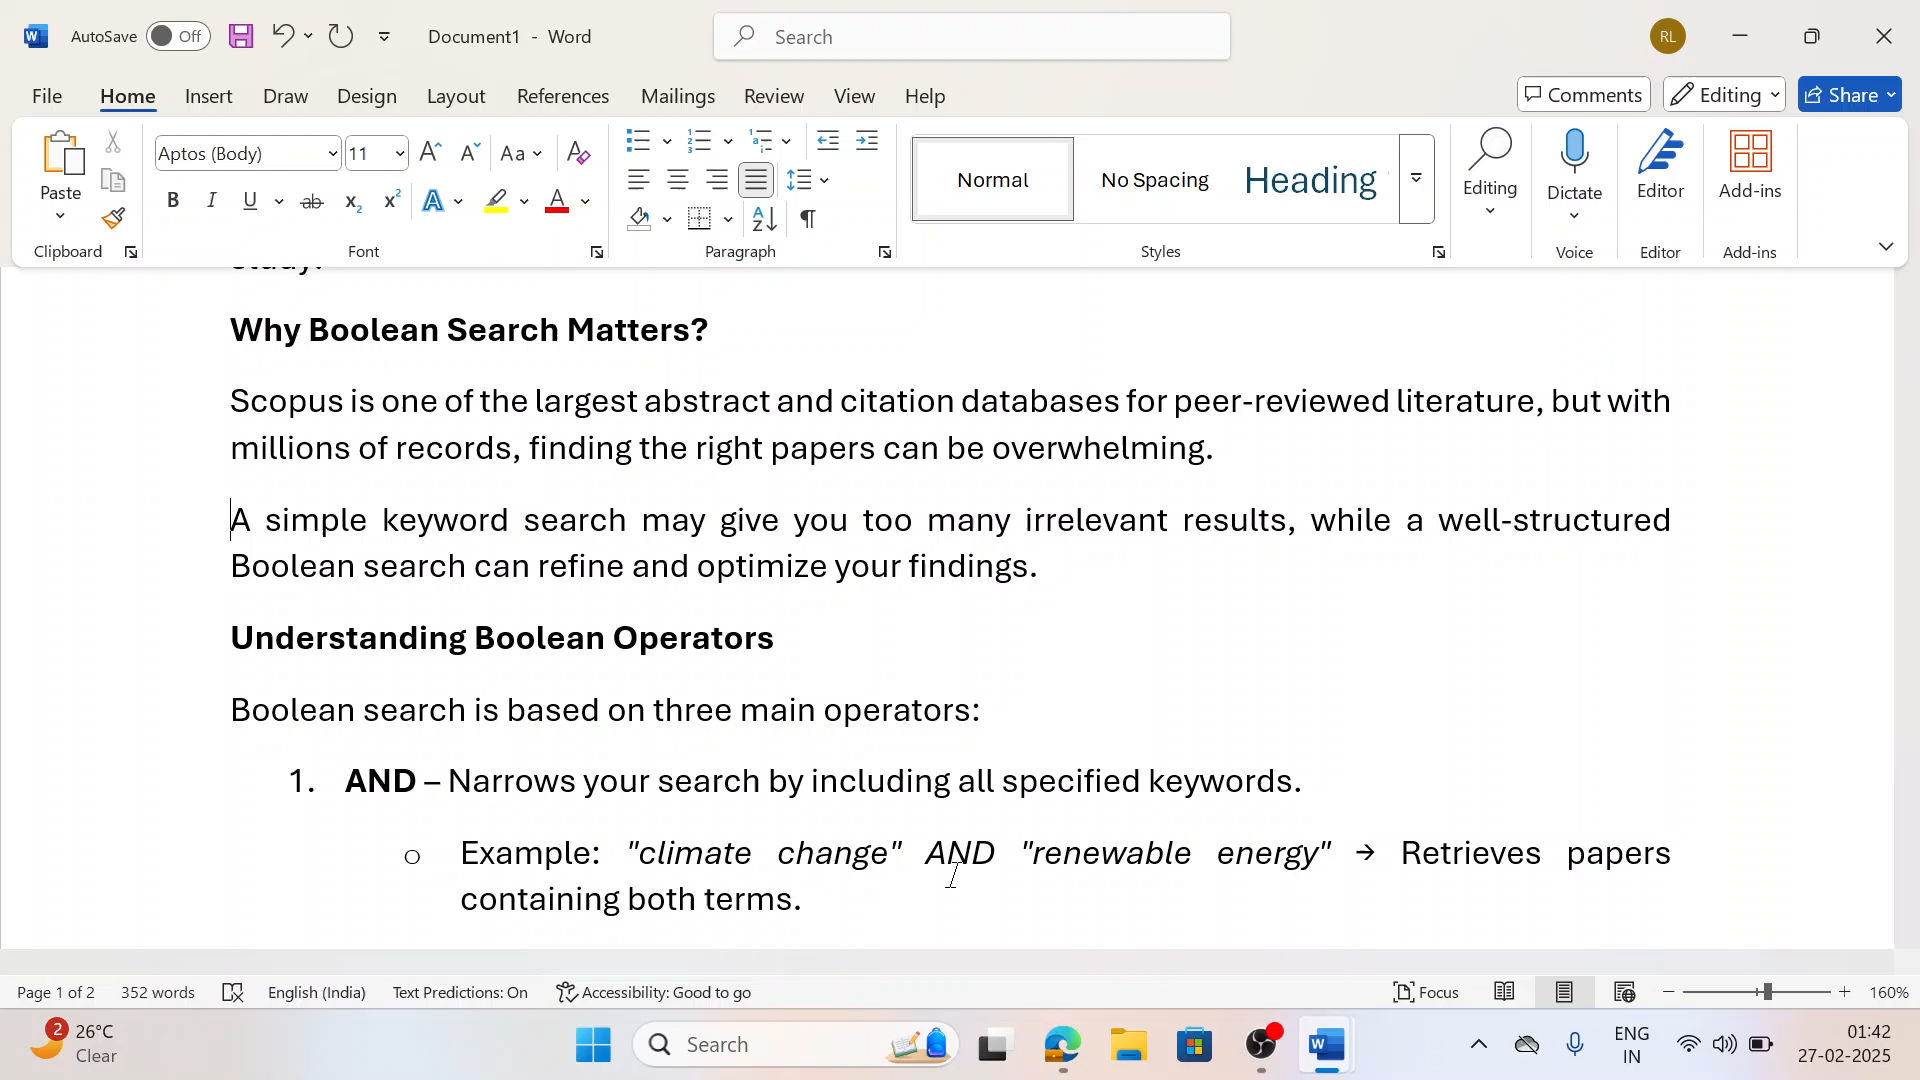 AutoSave Off Document1 - Word Search RL
File Home Insert Draw Design Layout References Mailings Review View Help Comments Editing Share
Paste Aptos (Body) 11 Aa Normal No Spacing Heading Editing Dictate Editor Add-ins
Clipboard Font Paragraph Styles Voice Editor Add-ins
study.
Why Boolean Search Matters?
Scopus is one of the largest abstract and citation databases for peer-reviewed literature, but with
millions of records, finding the right papers can be overwhelming.
A simple keyword search may give you too many irrelevant results, while a well-structured
Boolean search can refine and optimize your findings.
Understanding Boolean Operators
Boolean search is based on three main operators:
1. AND – Narrows your search by including all specified keywords.
o Example: "climate change" AND "renewable energy" → Retrieves papers
containing both terms.
Page 1 of 2 352 words English (India) Text Predictions: On Accessibility: Good to go Focus 160%
2 26°C
Clear
Search
ENG
IN
01:42
27-02-2025